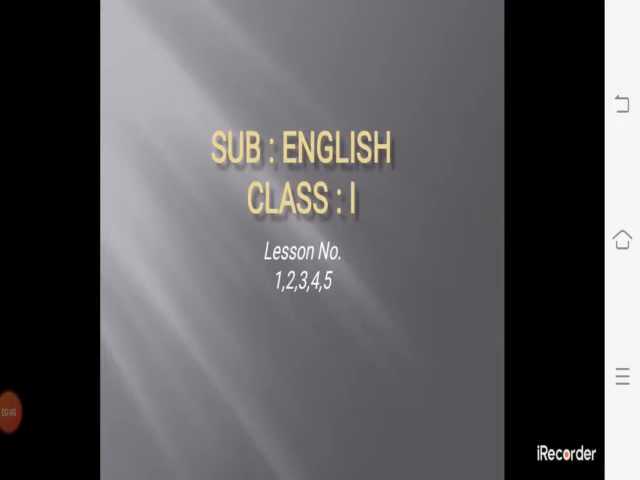 SUB : ENGLISH
CLASS : I
Lesson No.
1,2,3,4,5
00:40
iRecorder